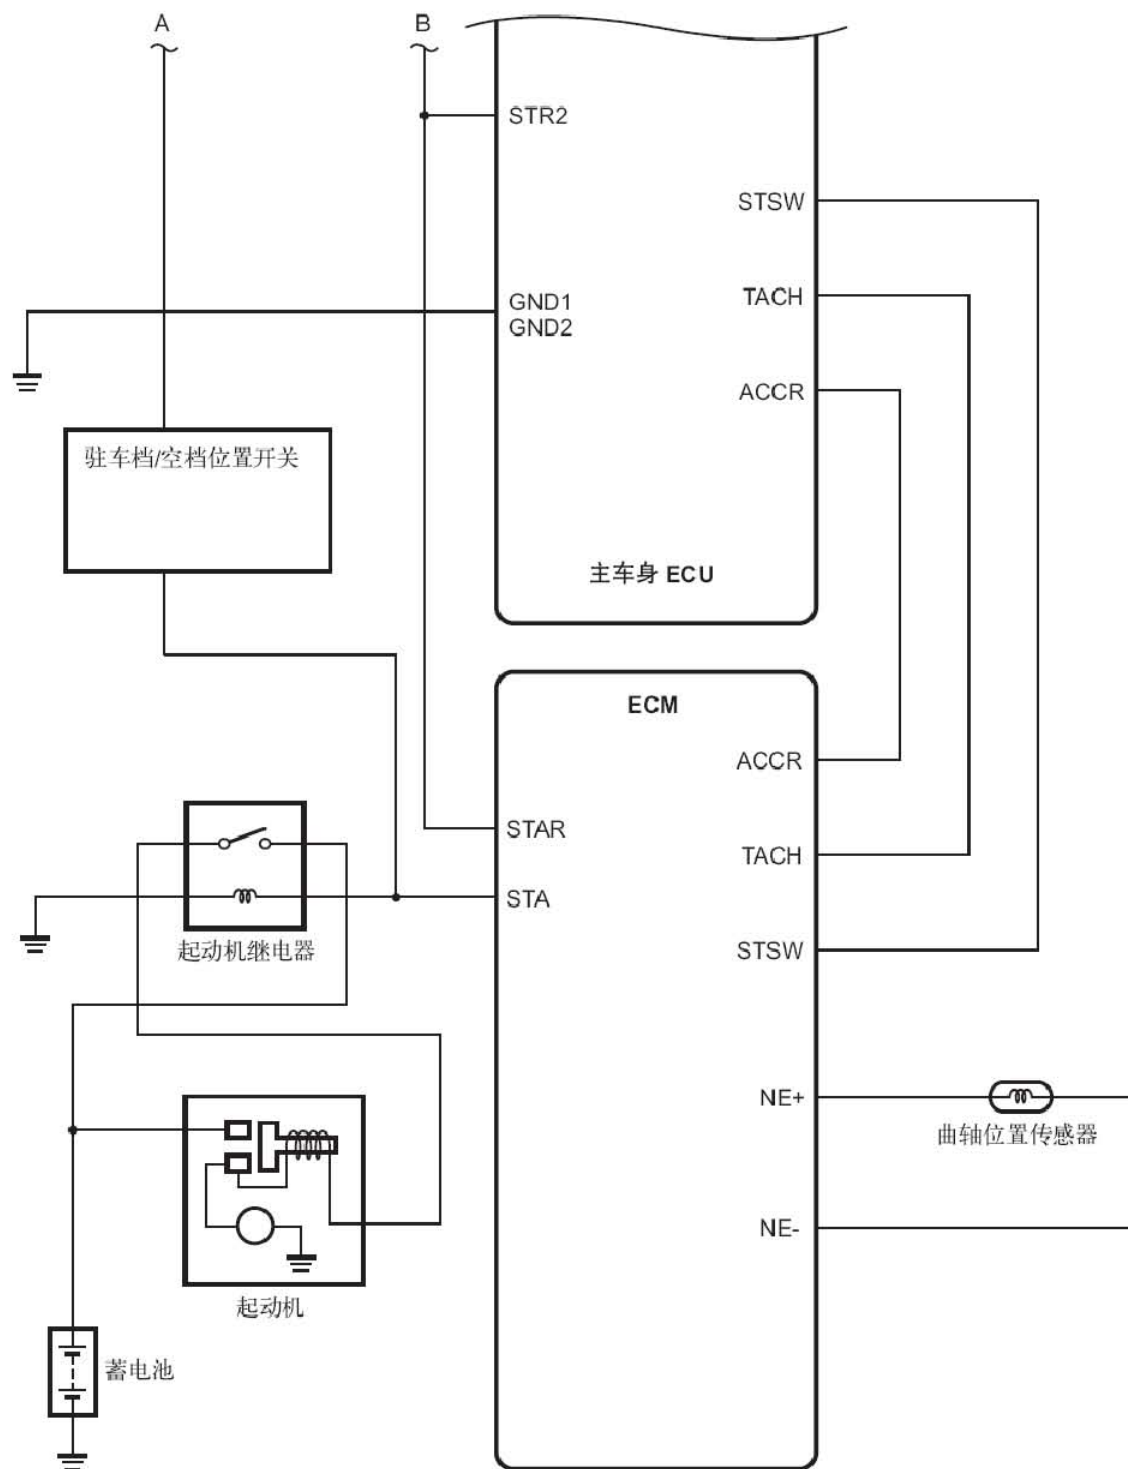 A
B
STR2
STSW
GND1
GND2
TACH
ACCR
驻车档/空档位置开关
主车身 ECU
ECM
ACCR
STAR
TACH
STA
起动机继电器
STSW
NE+
曲轴位置传感器
NE-
起动机
蓄电池